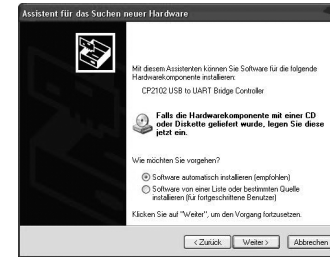 Assistent für das Suchen neuer Hardware
Mit diesem Assistenten können Sie Software für die folgende
Hardwarekomponente installieren:
CP2102 USB to UART Bridge Controller
Falls die Hardwarekomponente mit einer CD
oder Diskette geliefert wurde, legen Sie diese
jetzt ein.
Wie möchten Sie vorgehen?
Software automatisch installieren (empfohlen)
Software von einer Liste oder bestimmten Quelle
installieren (für fortgeschrittene Benutzer)
Klicken Sie auf "Weiter", um den Vorgang fortzusetzen.
< Zurück Weiter > Abbrechen